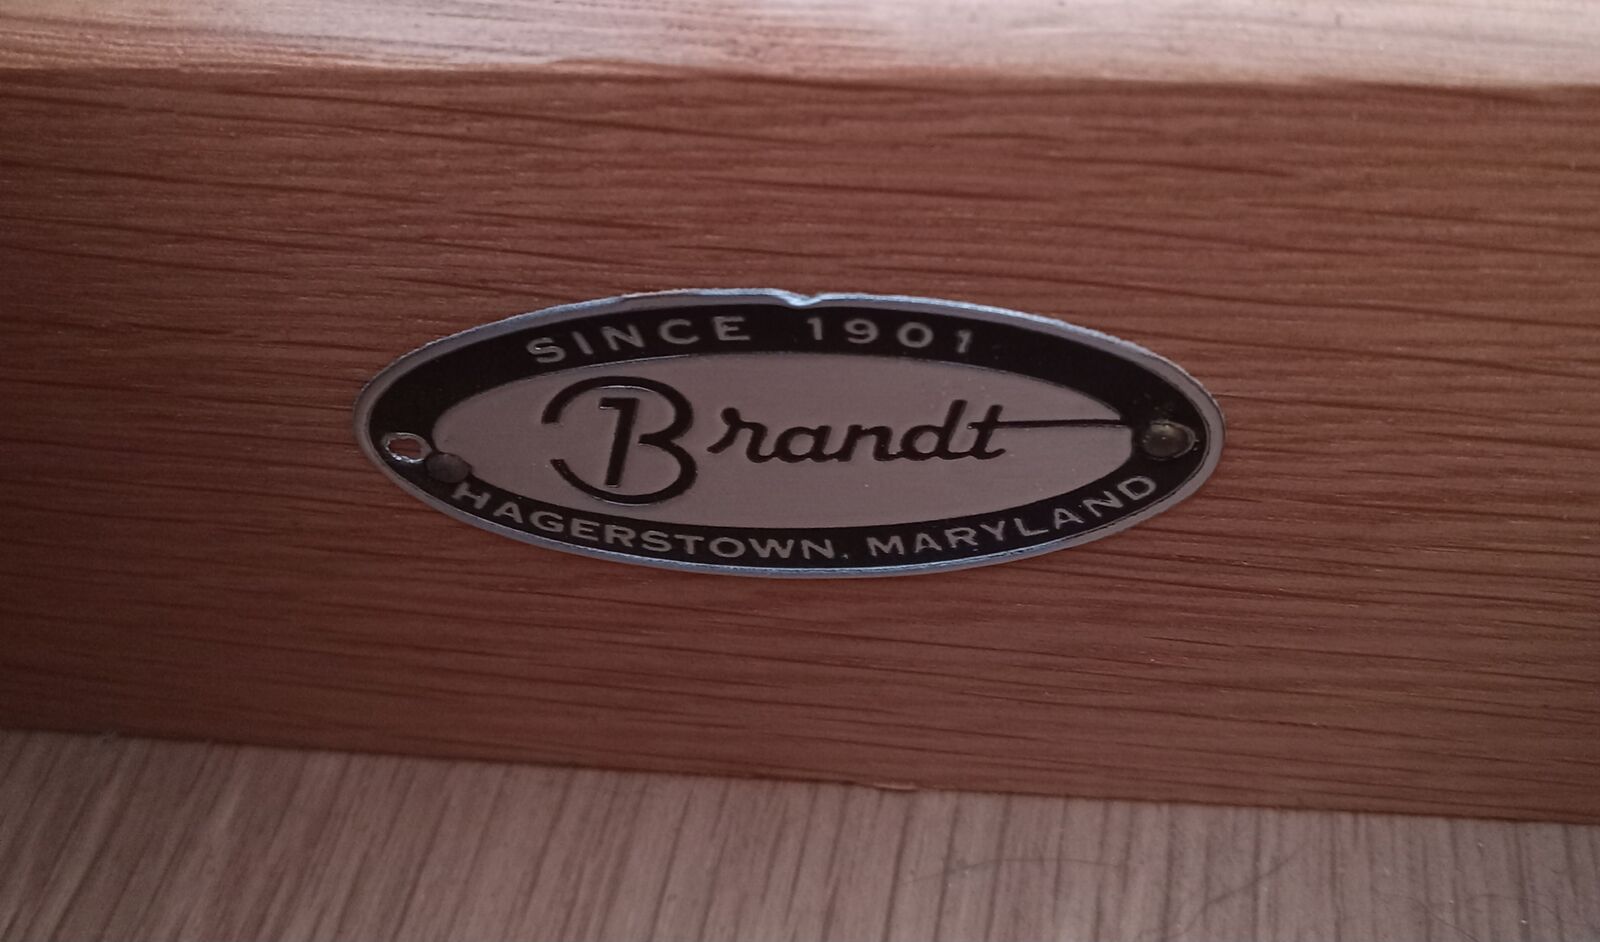 SINCE 1901
Brandt
HAGERSTOWN, MARYLAND